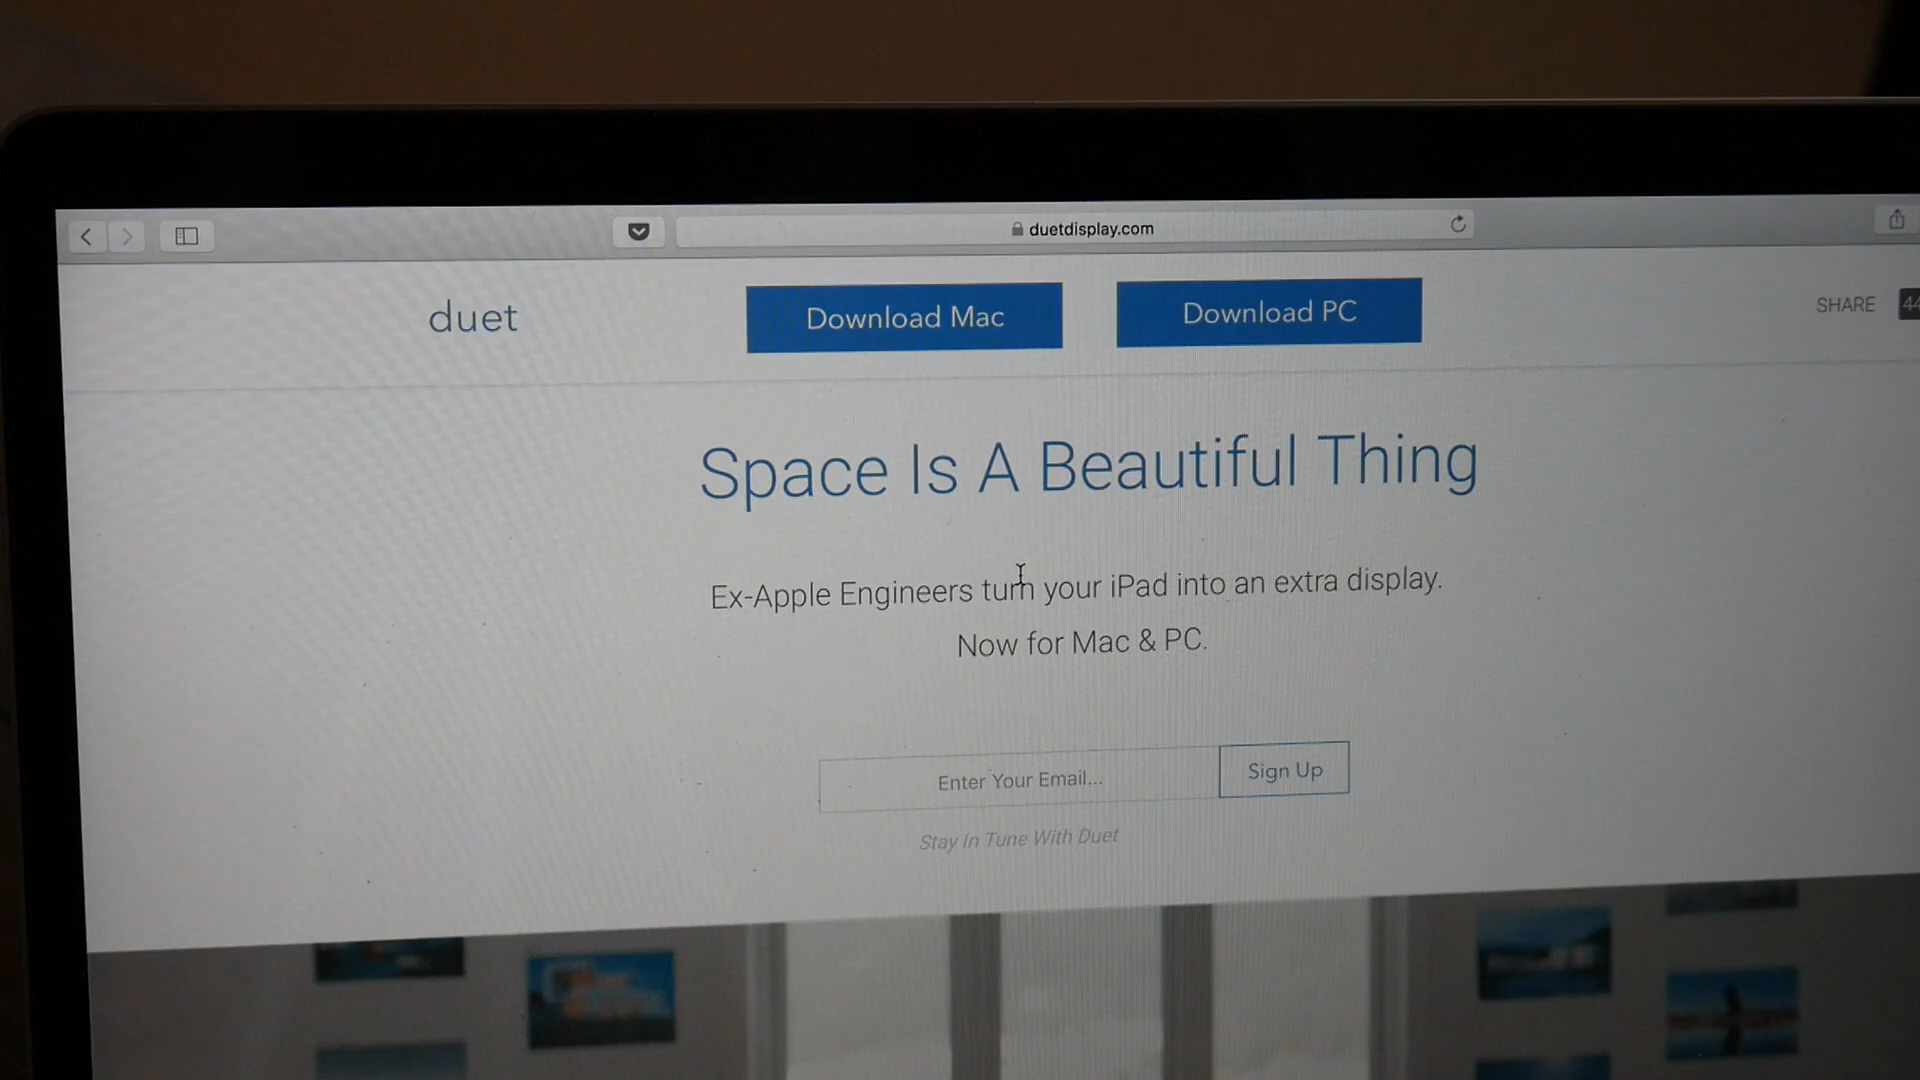 duetdisplay.com
duet
Download Mac
Download PC
SHARE
44
Space Is A Beautiful Thing
Ex-Apple Engineers turn your iPad into an extra display.
Now for Mac & PC.
Enter Your Email...
Sign Up
Stay In Tune With Duet